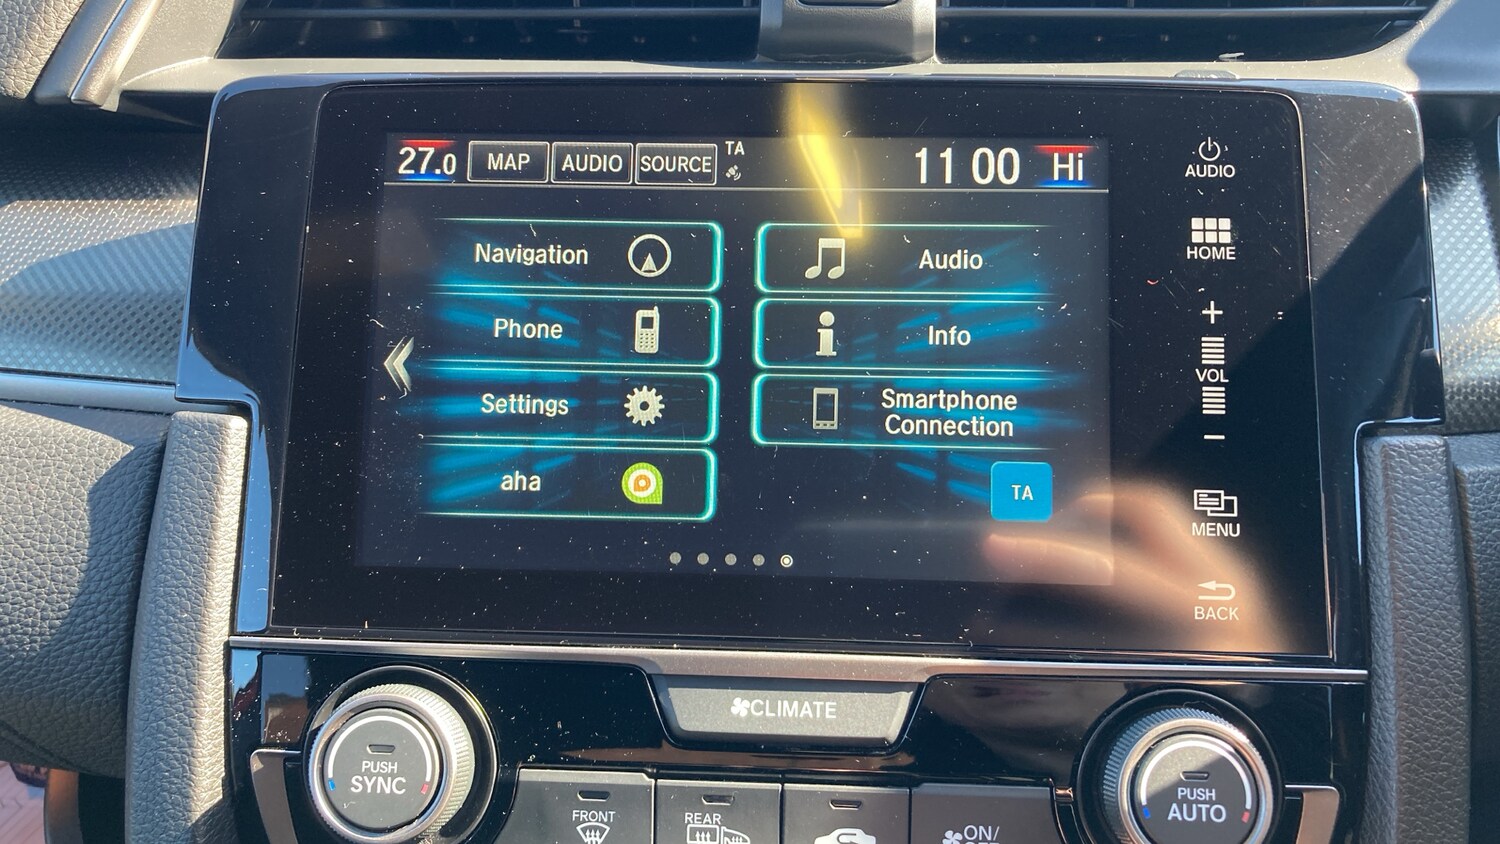 27.0 MAP AUDIO SOURCE TA 11 00 Hi
Navigation
Audio
Phone
Info
Settings
Smartphone
Connection
aha
TA
AUDIO
HOME
+
VOL
-
MENU
BACK
CLIMATE
PUSH
SYNC
FRONT
REAR
ON/
PUSH
AUTO